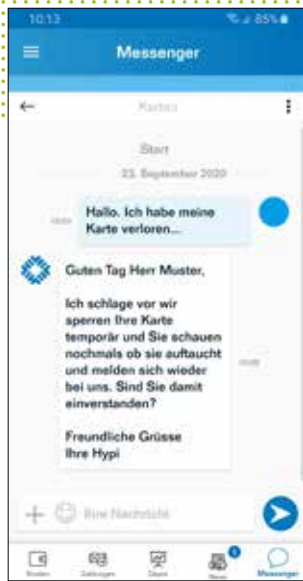 10:13
85%
Messenger
Karten
Start
23. September 2020
Hallo. Ich habe meine
Karte verloren...
Guten Tag Herr Muster,
Ich schlage vor wir
sperren Ihre Karte
temporär und Sie schauen
nochmals ob sie auftaucht
und melden sich wieder
bei uns. Sind Sie damit
einverstanden?
Freundliche Grüsse
Ihre Hypi
Ihre Nachricht
Zahlungen
Depot
Messenger